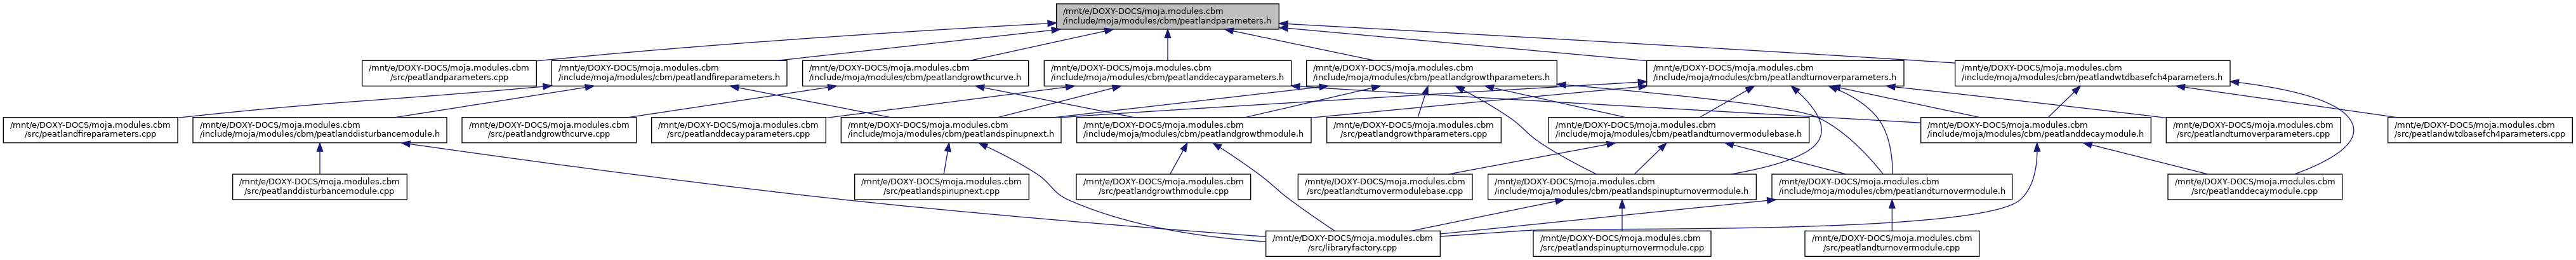 /mnt/e/DOXY-DOCS/moja.modules.cbm
/include/moja/modules/cbm/peatlandparameters.h
/mnt/e/DOXY-DOCS/moja.modules.cbm
/src/peatlandparameters.cpp
/mnt/e/DOXY-DOCS/moja.modules.cbm
/include/moja/modules/cbm/peatlandfireparameters.h
/mnt/e/DOXY-DOCS/moja.modules.cbm
/include/moja/modules/cbm/peatlandgrowthcurve.h
/mnt/e/DOXY-DOCS/moja.modules.cbm
/include/moja/modules/cbm/peatlanddecayparameters.h
/mnt/e/DOXY-DOCS/moja.modules.cbm
/include/moja/modules/cbm/peatlandgrowthparameters.h
/mnt/e/DOXY-DOCS/moja.modules.cbm
/include/moja/modules/cbm/peatlandturnoverparameters.h
/mnt/e/DOXY-DOCS/moja.modules.cbm
/include/moja/modules/cbm/peatlandwtdbasefch4parameters.h
/mnt/e/DOXY-DOCS/moja.modules.cbm
/src/peatlandfireparameters.cpp
/mnt/e/DOXY-DOCS/moja.modules.cbm
/include/moja/modules/cbm/peatlanddisturbancemodule.h
/mnt/e/DOXY-DOCS/moja.modules.cbm
/src/peatlandgrowthcurve.cpp
/mnt/e/DOXY-DOCS/moja.modules.cbm
/src/peatlanddecayparameters.cpp
/mnt/e/DOXY-DOCS/moja.modules.cbm
/include/moja/modules/cbm/peatlandspinupnext.h
/mnt/e/DOXY-DOCS/moja.modules.cbm
/include/moja/modules/cbm/peatlandgrowthmodule.h
/mnt/e/DOXY-DOCS/moja.modules.cbm
/src/peatlandgrowthparameters.cpp
/mnt/e/DOXY-DOCS/moja.modules.cbm
/include/moja/modules/cbm/peatlandturnovermodulebase.h
/mnt/e/DOXY-DOCS/moja.modules.cbm
/include/moja/modules/cbm/peatlanddecaymodule.h
/mnt/e/DOXY-DOCS/moja.modules.cbm
/src/peatlandturnoverparameters.cpp
/mnt/e/DOXY-DOCS/moja.modules.cbm
/src/peatlandwtdbasefch4parameters.cpp
/mnt/e/DOXY-DOCS/moja.modules.cbm
/src/peatlanddisturbancemodule.cpp
/mnt/e/DOXY-DOCS/moja.modules.cbm
/src/peatlandspinupnext.cpp
/mnt/e/DOXY-DOCS/moja.modules.cbm
/src/peatlandgrowthmodule.cpp
/mnt/e/DOXY-DOCS/moja.modules.cbm
/src/peatlandturnovermodulebase.cpp
/mnt/e/DOXY-DOCS/moja.modules.cbm
/include/moja/modules/cbm/peatlandspinupturnovermodule.h
/mnt/e/DOXY-DOCS/moja.modules.cbm
/include/moja/modules/cbm/peatlandturnovermodule.h
/mnt/e/DOXY-DOCS/moja.modules.cbm
/src/peatlanddecaymodule.cpp
/mnt/e/DOXY-DOCS/moja.modules.cbm
/src/libraryfactory.cpp
/mnt/e/DOXY-DOCS/moja.modules.cbm
/src/peatlandspinupturnovermodule.cpp
/mnt/e/DOXY-DOCS/moja.modules.cbm
/src/peatlandturnovermodule.cpp